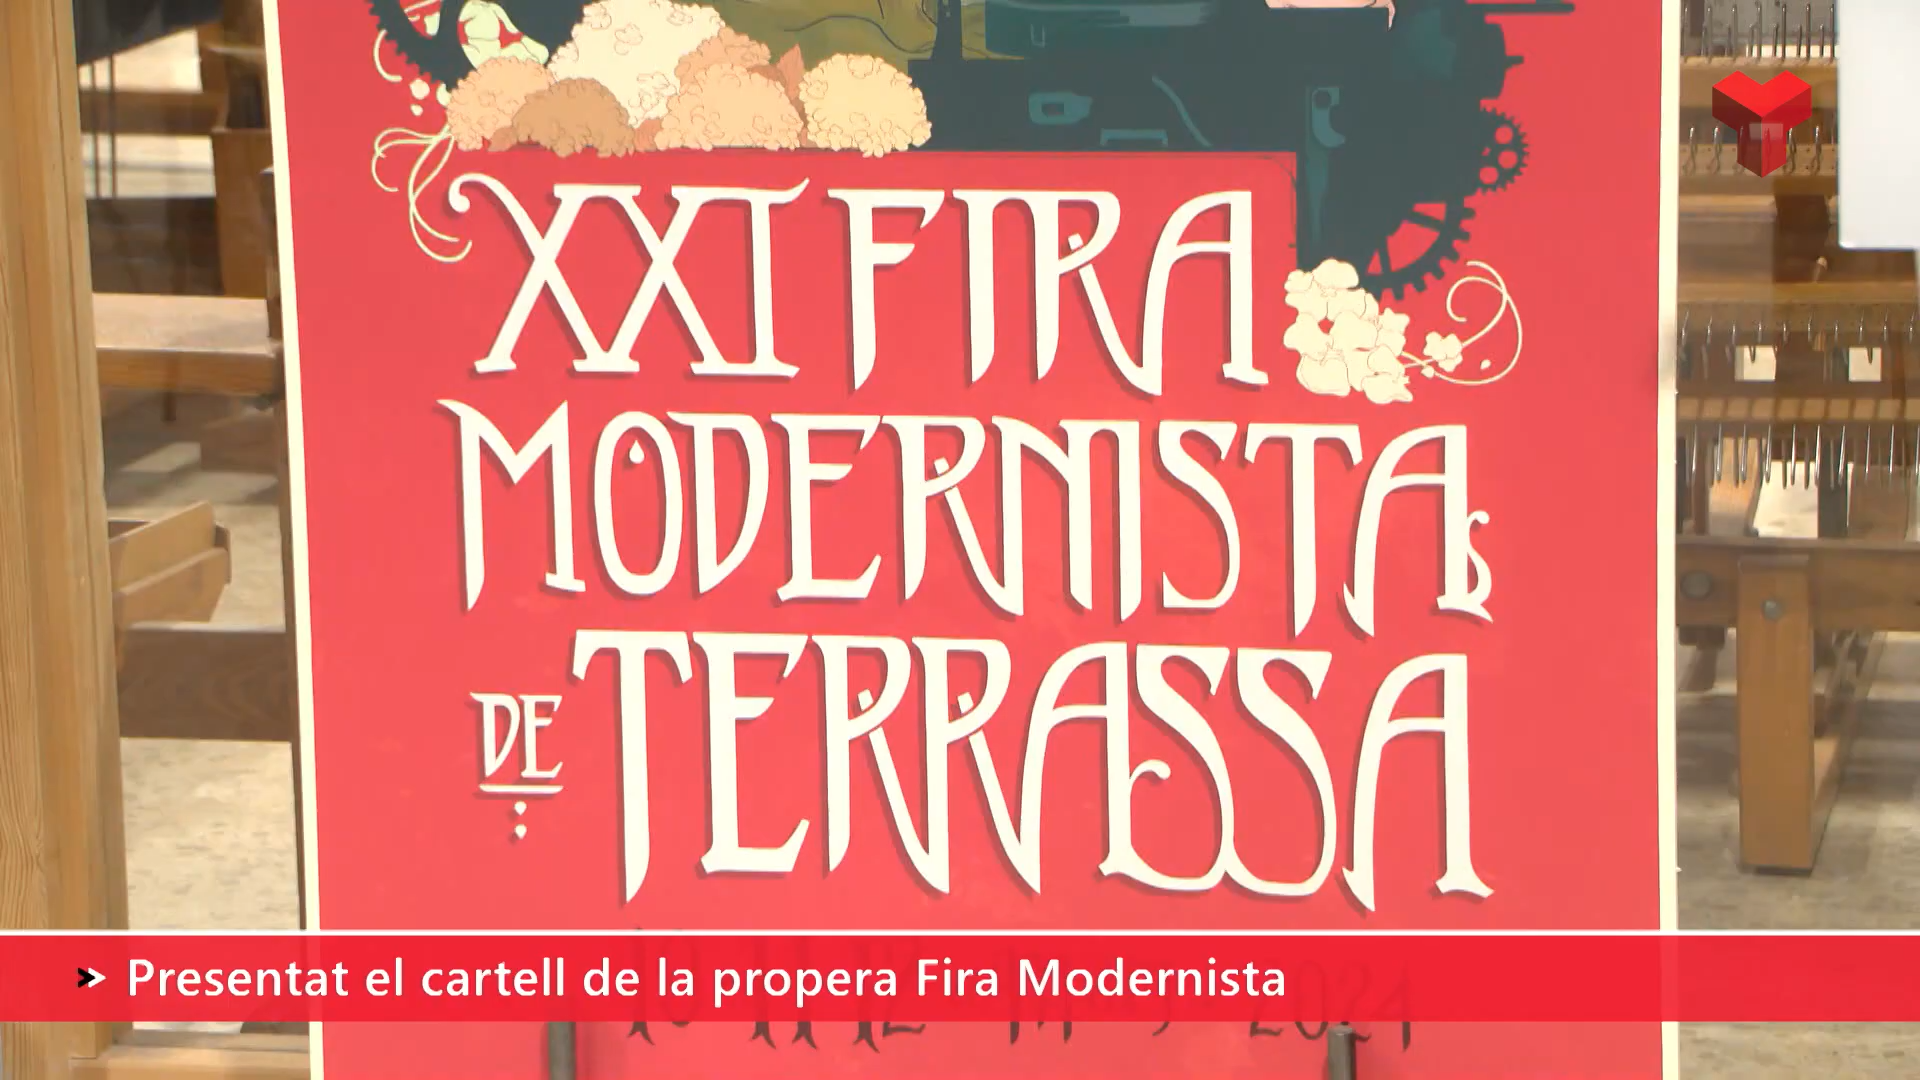 XXI FIRA
MODERNISTA
DE TERRASSA
Presentat el cartell de la propera Fira Modernista